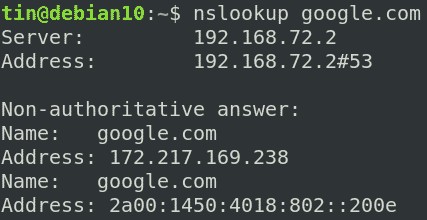 tin@debian10:~$ nslookup google.com
Server:         192.168.72.2
Address:        192.168.72.2#53

Non-authoritative answer:
Name:   google.com
Address: 172.217.169.238
Name:   google.com
Address: 2a00:1450:4018:802::200e